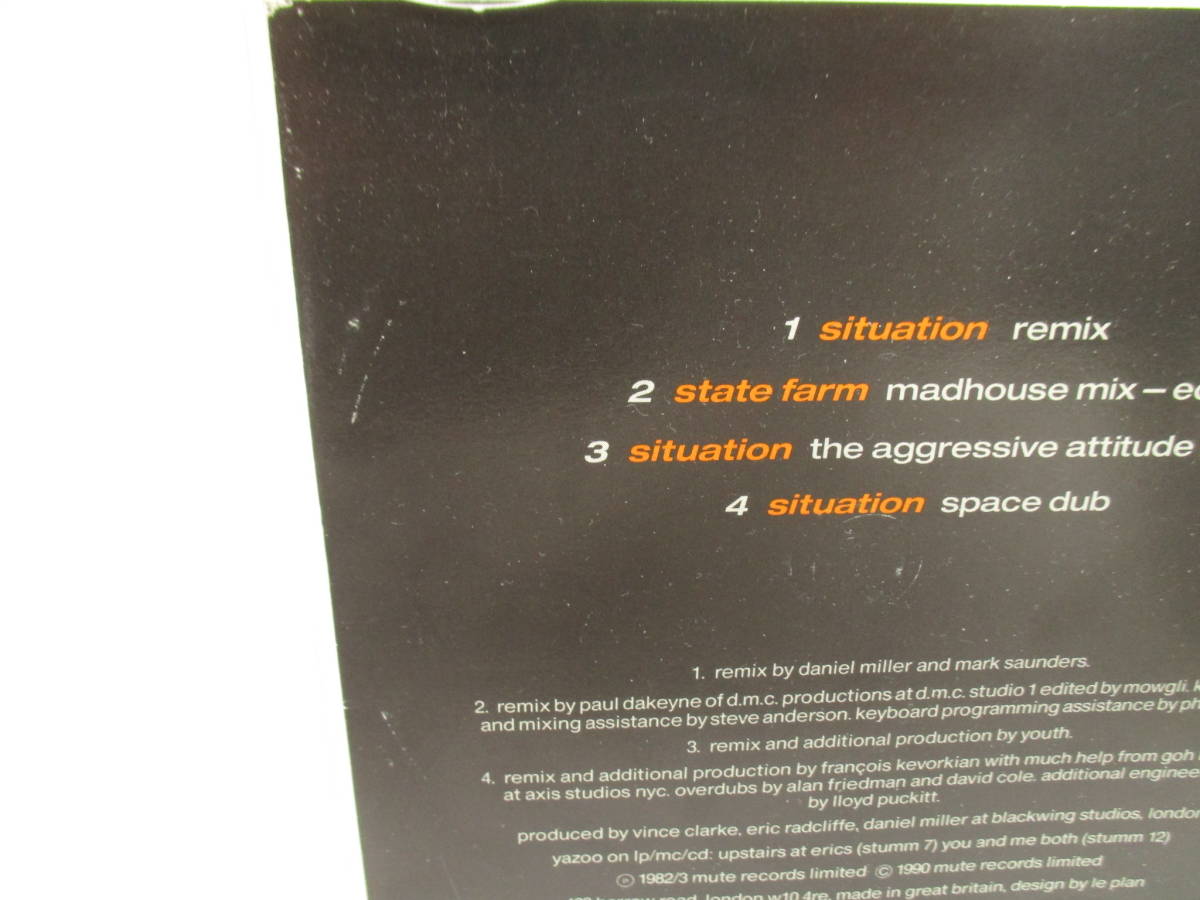 1 situation remix
2 state farm madhouse mix –
3 situation the aggressive attitude
4 situation space dub
1. remix by daniel miller and mark saunders.
2. remix by paul dakeyne of d.m.c. productions at d.m.c. studio 1 edited by mowgli.
and mixing assistance by steve anderson. keyboard programming assistance by
3. remix and additional production by youth.
4. remix and additional production by françois kevorkian with much help from goh
at axis studios nyc. overdubs by alan friedman and david cole. additional
by lloyd puckitt.
produced by vince clarke, eric radcliffe, daniel miller at blackwing studios, london
yazoo on lp/mc/cd: upstairs at erics (stumm 7) you and me both (stumm 12)
℗ 1982/3 mute records limited © 1990 mute records limited
harrow road, london w10 4re. made in great britain, design by le plan